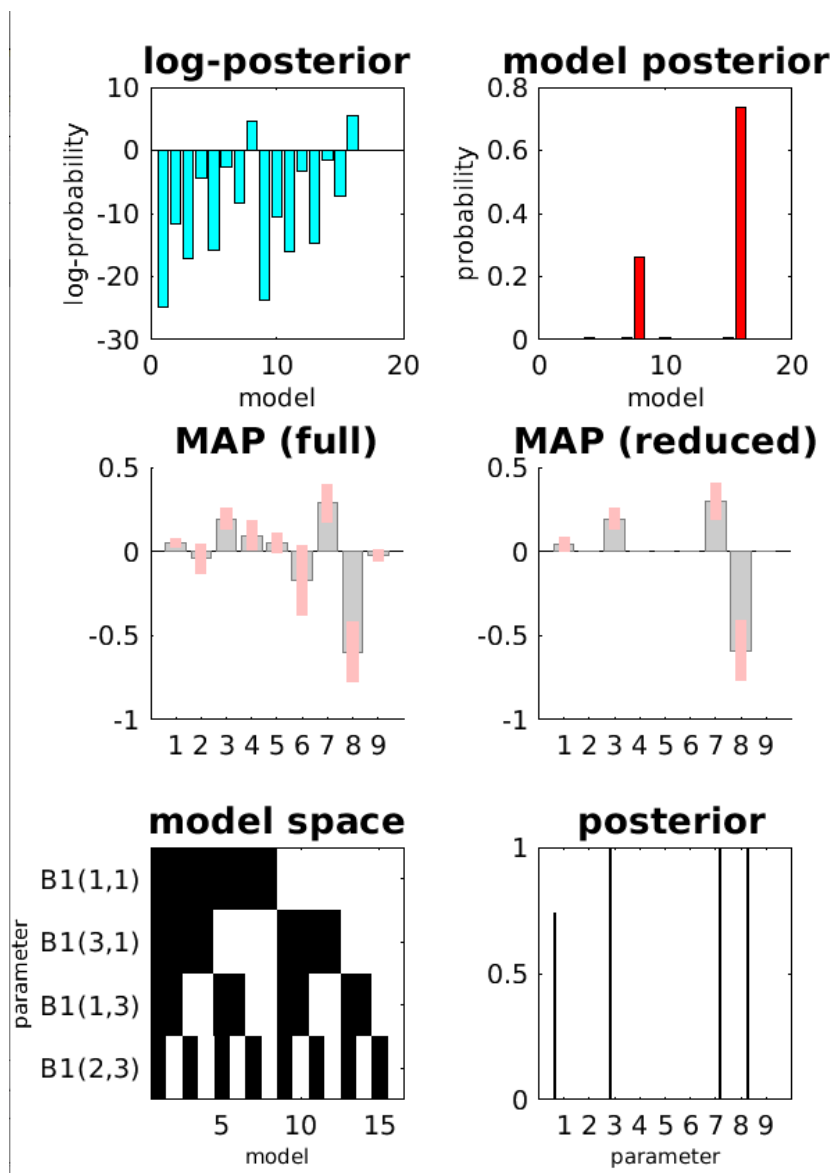 log-posterior
10
0
-10
-20
-30
log-probability
0 10 20
model
model posterior
0.8
0.6
0.4
0.2
0
probability
0 10 20
model
MAP (full)
0.5
0
-0.5
-1
1 2 3 4 5 6 7 8 9
MAP (reduced)
0.5
0
-0.5
-1
1 2 3 4 5 6 7 8 9
model space
B1(1,1)
B1(3,1)
B1(1,3)
B1(2,3)
parameter
5 10 15
model
posterior
1
0.5
0
1 2 3 4 5 6 7 8 9
parameter